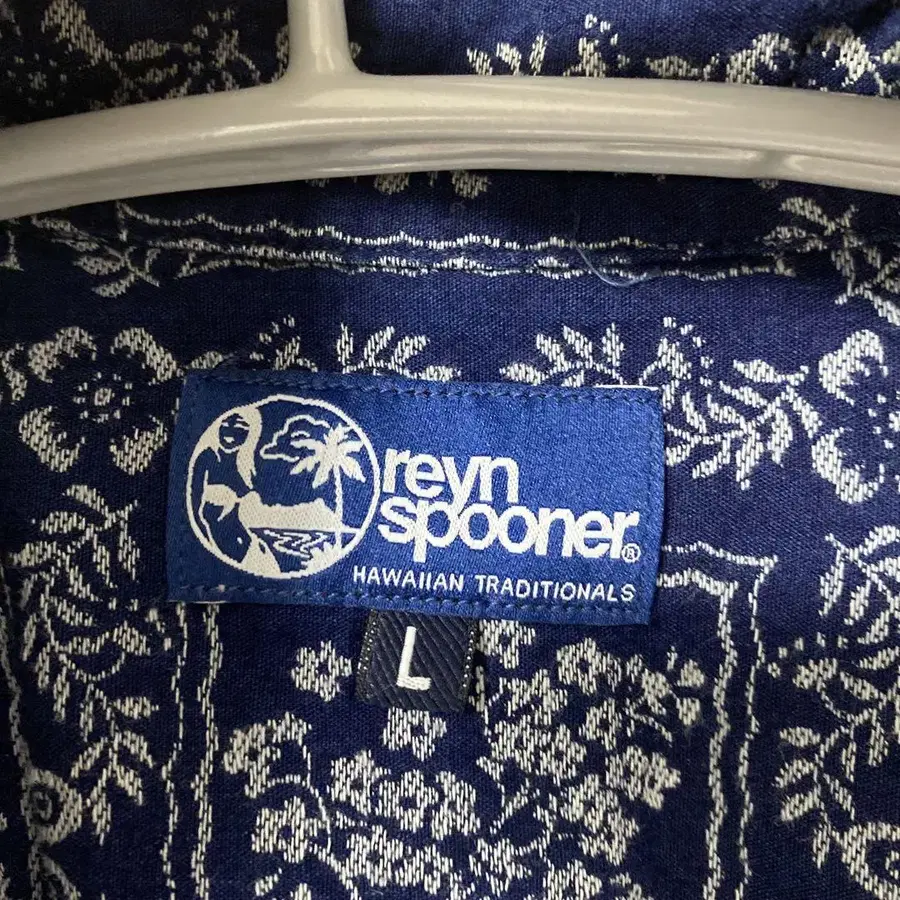 reyn
spooner®
HAWAIIAN TRADITIONALS
L